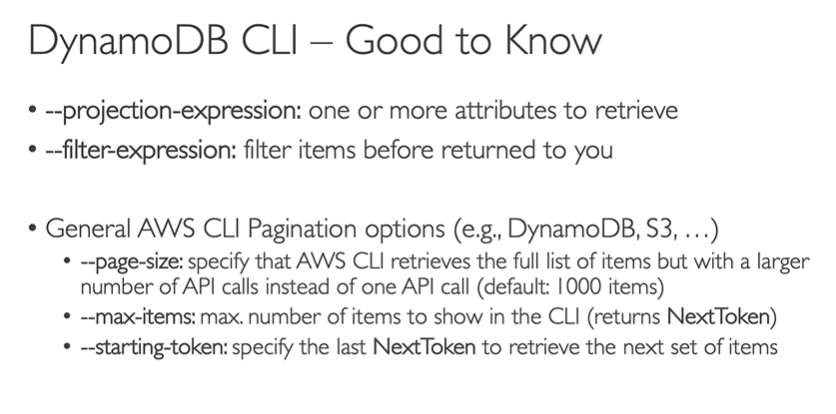 DynamoDB CLI – Good to Know
• --projection-expression: one or more attributes to retrieve
• --filter-expression: filter items before returned to you
• General AWS CLI Pagination options (e.g., DynamoDB, S3, …)
• --page-size: specify that AWS CLI retrieves the full list of items but with a larger
number of API calls instead of one API call (default: 1000 items)
• --max-items: max. number of items to show in the CLI (returns NextToken)
• --starting-token: specify the last NextToken to retrieve the next set of items